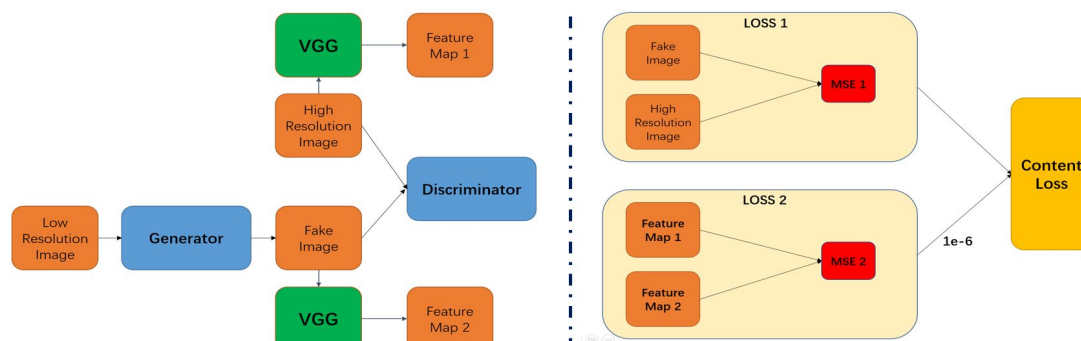 VGG
Feature
Map 1
High
Resolution
Image
Discriminator
Low
Resolution
Image
Generator
Fake
Image
VGG
Feature
Map 2
LOSS 1
Fake
Image
MSE 1
High
Resolution
Image
LOSS 2
Feature
Map 1
MSE 2
Feature
Map 2
1e-6
Content
Loss